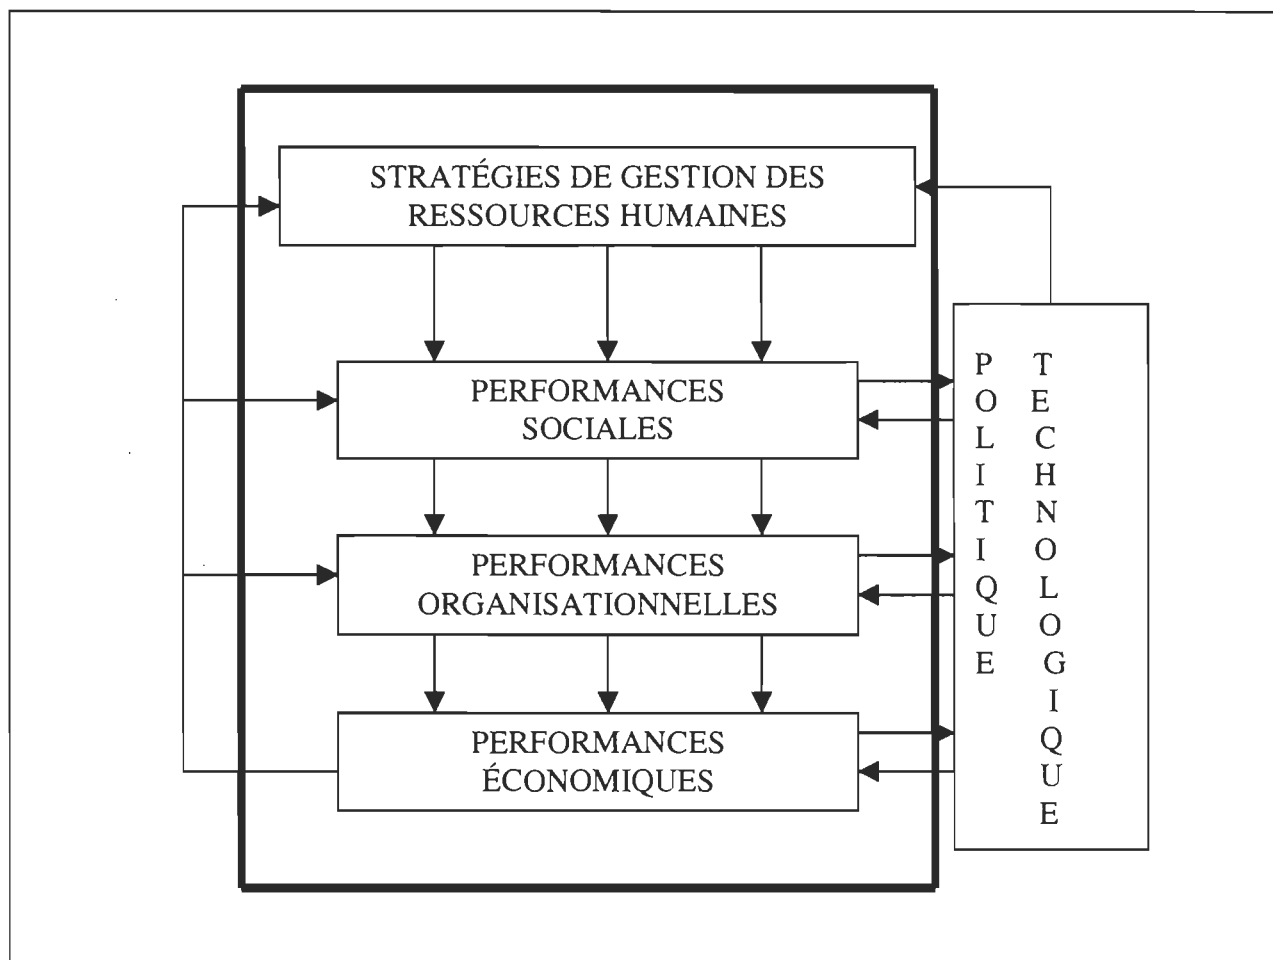 STRATÉGIES DE GESTION DES
RESSOURCES HUMAINES
PERFORMANCES
SOCIALES
PERFORMANCES
ORGANISATIONNELLES
PERFORMANCES
ÉCONOMIQUES
POLITIQUE
TECHNOLOGIQUE